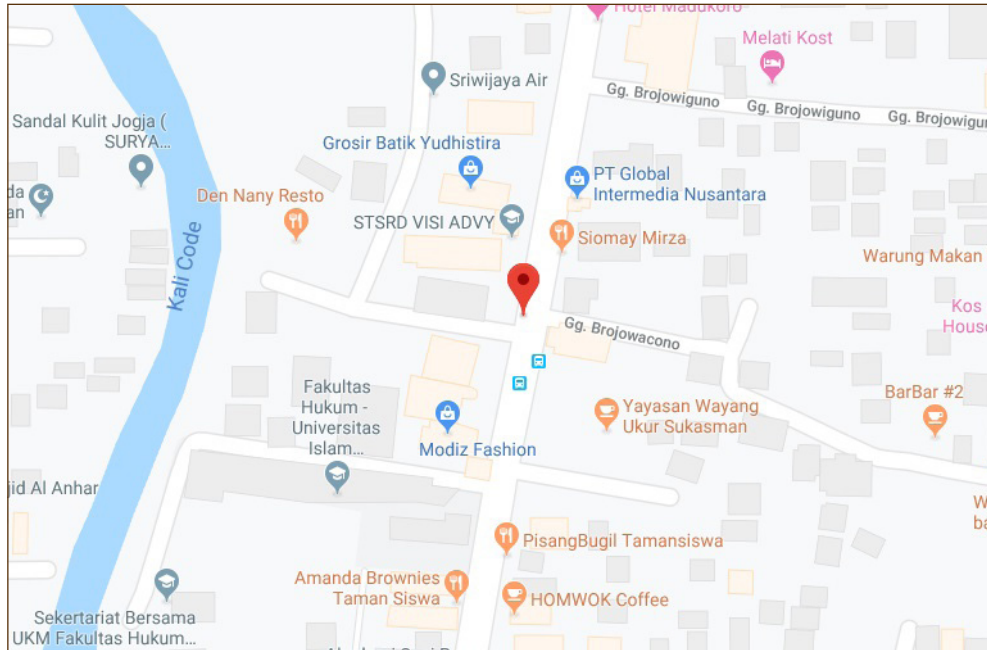 Hotel Madukoro
Melati Kost
Sriwijaya Air
Gg. Brojowiguno
Gg. Brojowiguno
Gg. Brojowigun
Sandal Kulit Jogja (
SURYA...
Grosir Batik Yudhistira
PT Global
Intermedia Nusantara
da
an
Den Nany Resto
STSRD VISI ADVY
Siomay Mirza
Kali Code
Warung Makan
Kos
House
Gg. Brojowacono
Fakultas
Hukum -
Universitas
Islam...
Yayasan Wayang
Ukur Sukasman
BarBar #2
Modiz Fashion
jid Al Anhar
W
ba
PisangBugil Tamansiswa
Amanda Brownies
Taman Siswa
HOMWOK Coffee
Sekertariat Bersama
UKM Fakultas Hukum...